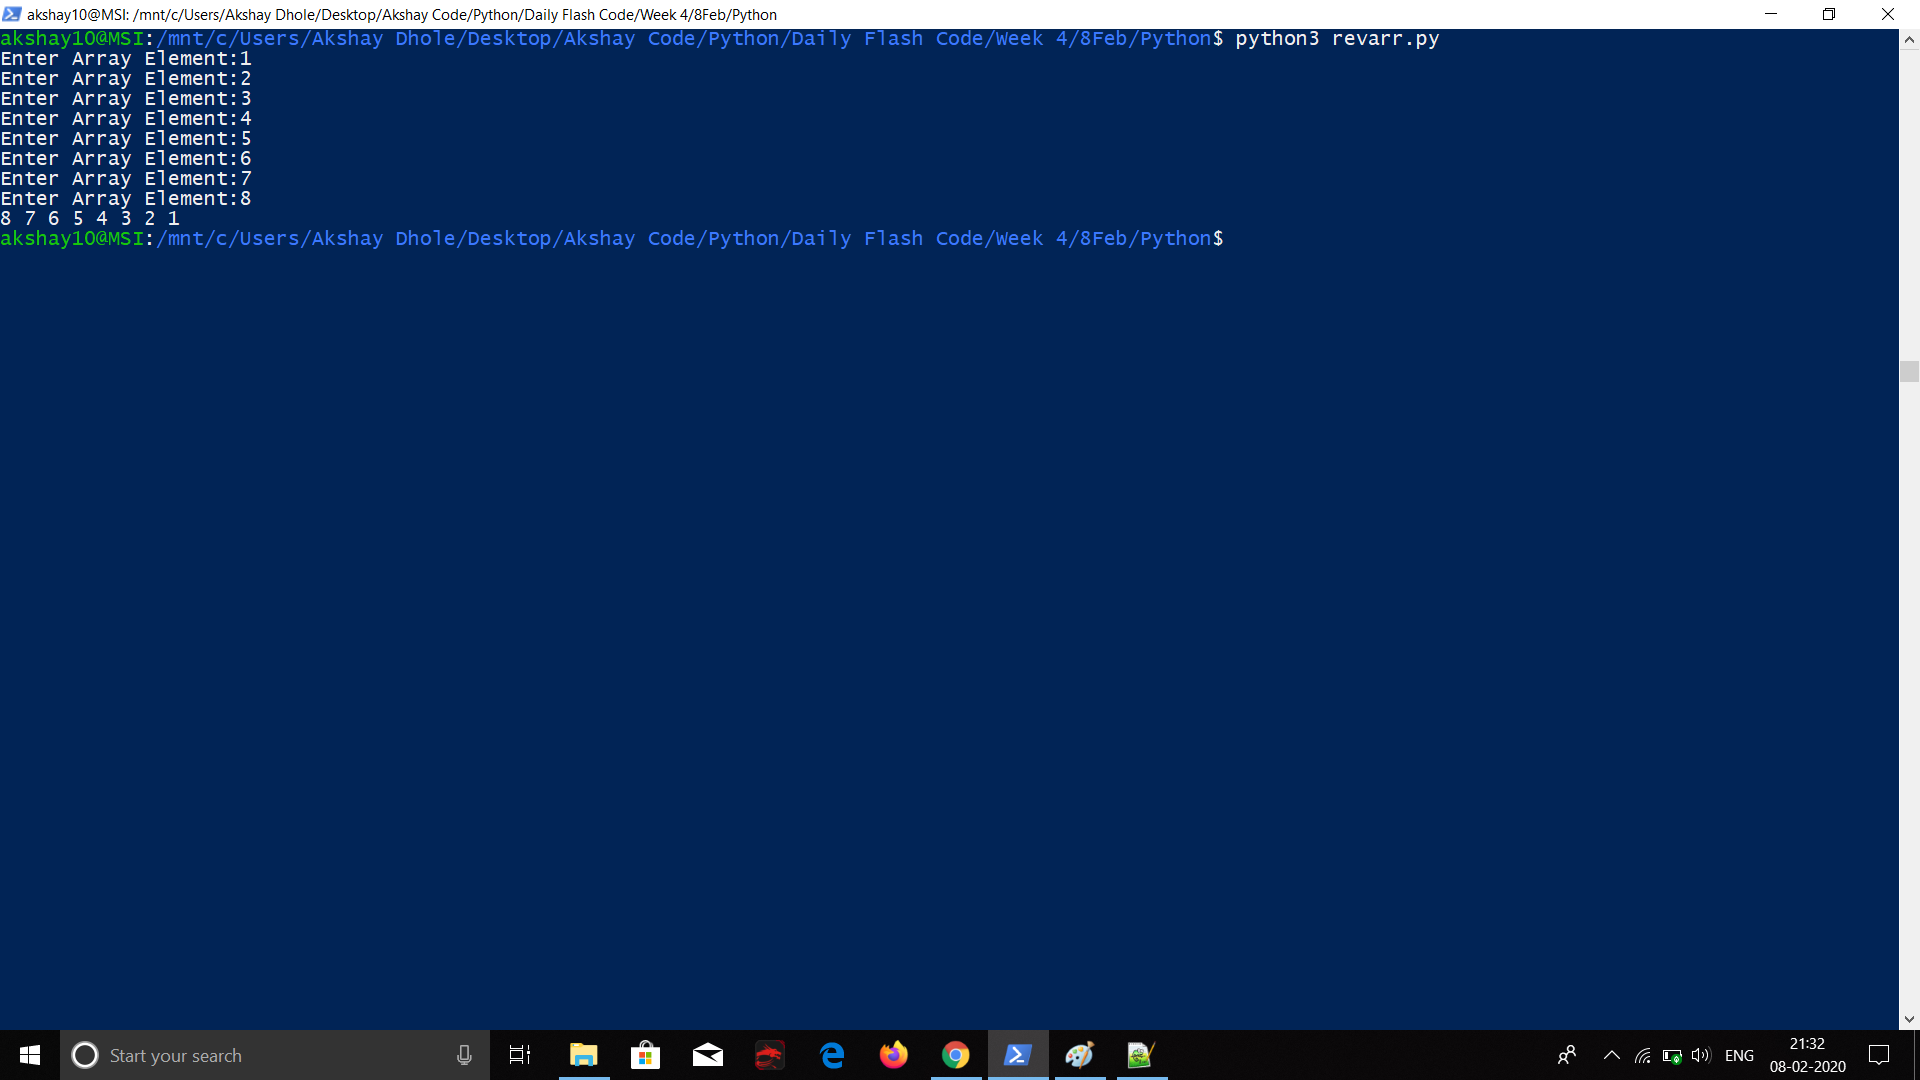 akshay10@MSI: /mnt/c/Users/Akshay Dhole/Desktop/Akshay Code/Python/Daily Flash Code/Week 4/8Feb/Python
akshay10@MSI:/mnt/c/Users/Akshay Dhole/Desktop/Akshay Code/Python/Daily Flash Code/Week 4/8Feb/Python$ python3 revarr.py
Enter Array Element:1
Enter Array Element:2
Enter Array Element:3
Enter Array Element:4
Enter Array Element:5
Enter Array Element:6
Enter Array Element:7
Enter Array Element:8
8 7 6 5 4 3 2 1
akshay10@MSI:/mnt/c/Users/Akshay Dhole/Desktop/Akshay Code/Python/Daily Flash Code/Week 4/8Feb/Python$
Start your search
ENG
21:32
08-02-2020